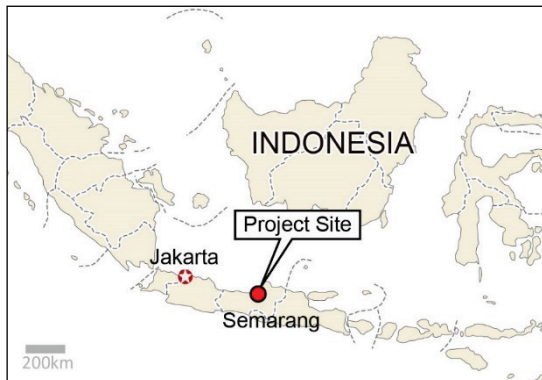 INDONESIA
Project Site
Jakarta
Semarang
200km